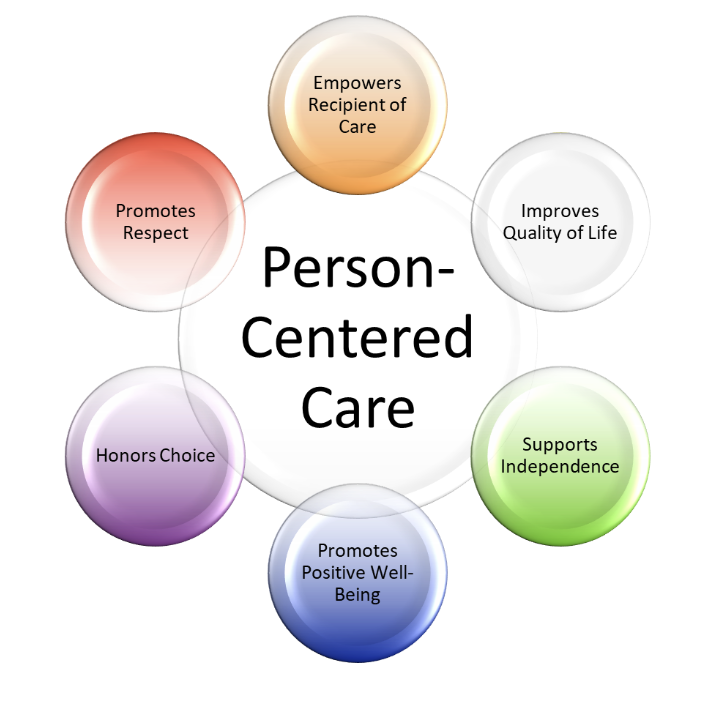 Empowers
Recipient of
Care
Improves
Quality of Life
Supports
Independence
Promotes
Positive Well-
Being
Honors Choice
Promotes
Respect
Person-
Centered
Care